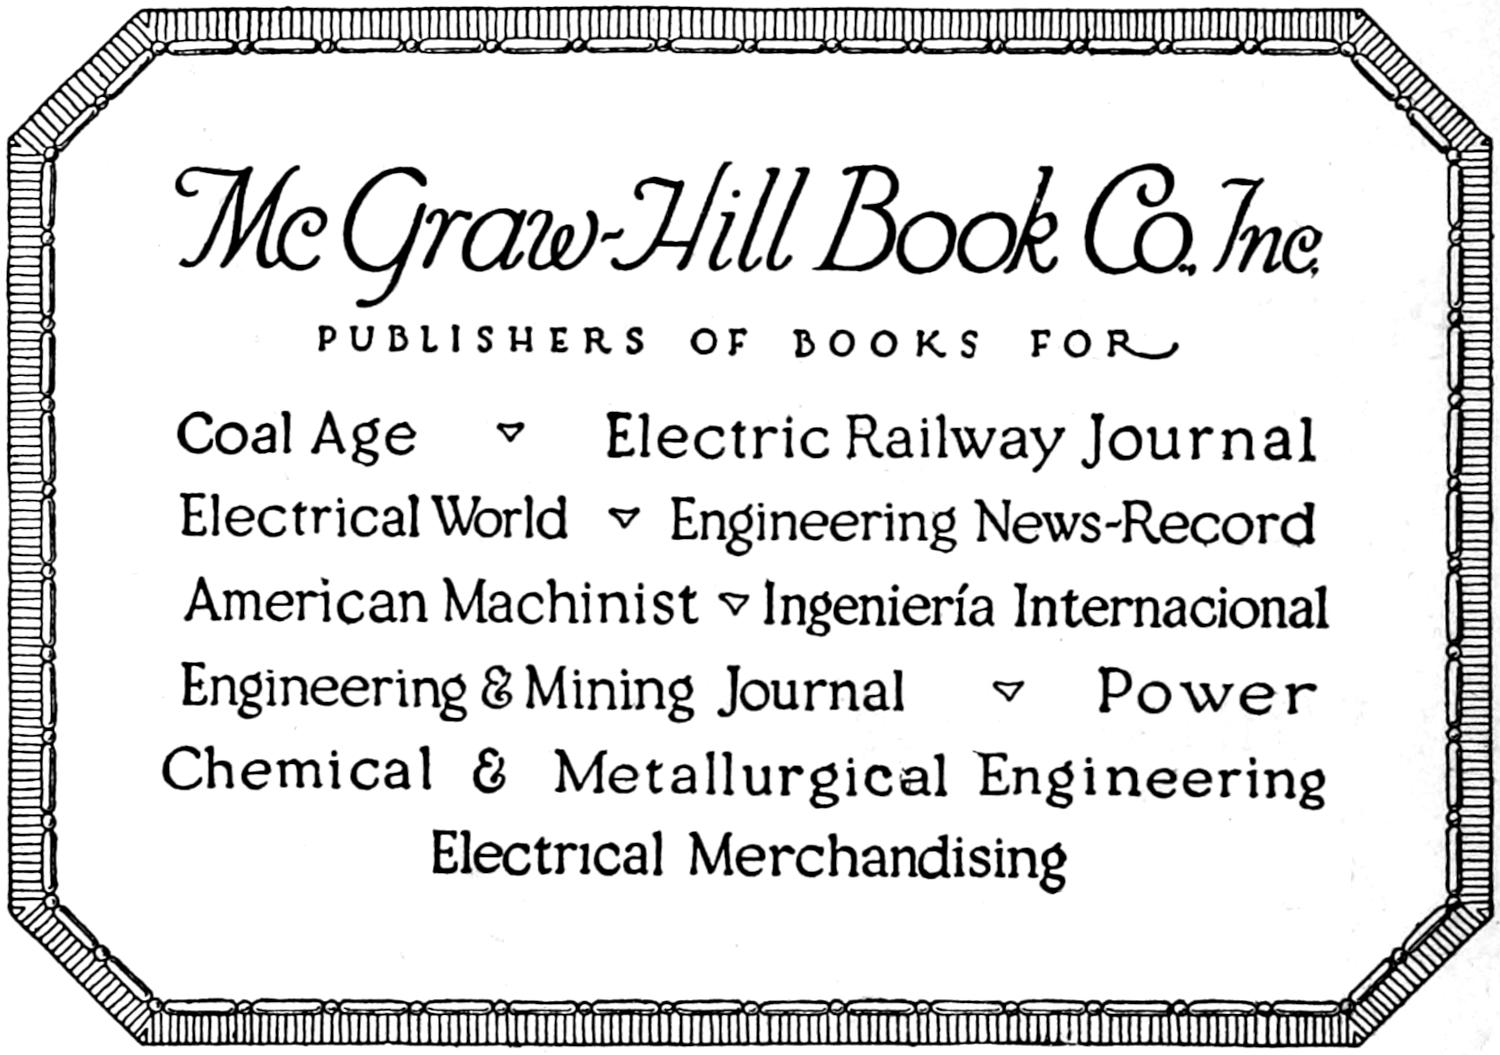 McGraw-Hill Book Co., Inc.
PUBLISHERS OF BOOKS FOR
Coal Age ▽ Electric Railway Journal
Electrical World ▽ Engineering News-Record
American Machinist ▽ Ingeniería Internacional
Engineering & Mining Journal ▽ Power
Chemical & Metallurgical Engineering
Electrical Merchandising